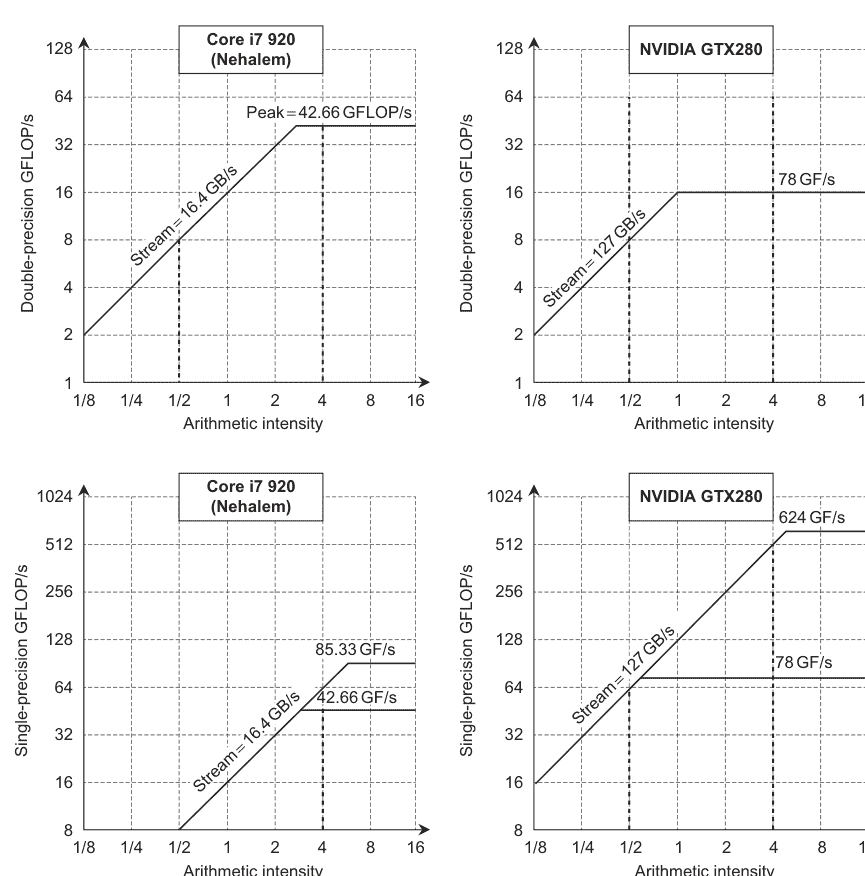 Core i7 920
(Nehalem)
Double-precision GFLOP/s
128
64
32
16
8
4
2
1
Peak=42.66 GFLOP/s
Stream=16.4 GB/s
1/8 1/4 1/2 1 2 4 8 16
Arithmetic intensity
NVIDIA GTX280
Double-precision GFLOP/s
128
64
32
16
8
4
2
1
78 GF/s
Stream=127 GB/s
1/8 1/4 1/2 1 2 4 8 1
Arithmetic intensity
Core i7 920
(Nehalem)
Single-precision GFLOP/s
1024
512
256
128
64
32
16
8
85.33 GF/s
42.66 GF/s
Stream=16.4 GB/s
1/8 1/4 1/2 1 2 4 8 16
Arithmetic intensity
NVIDIA GTX280
Single-precision GFLOP/s
1024
512
256
128
64
32
16
8
624 GF/s
78 GF/s
Stream=127 GB/s
1/8 1/4 1/2 1 2 4 8 1
Arithmetic intensity